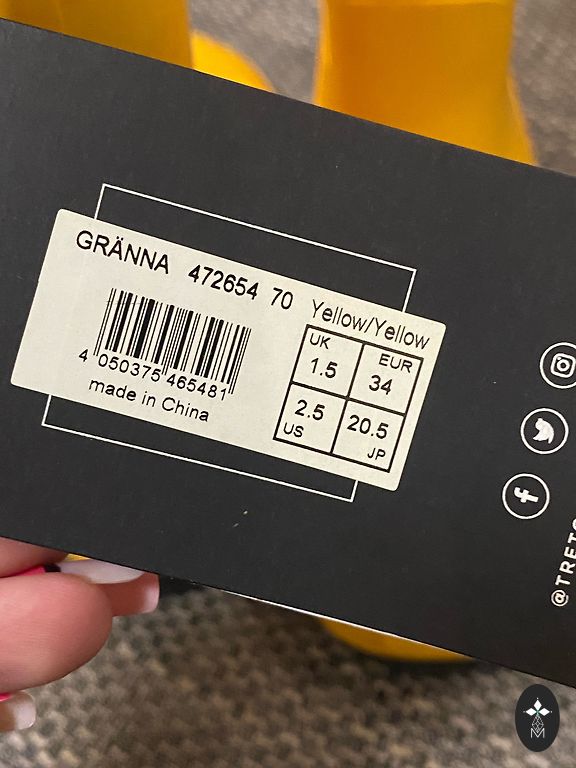 GRÄNNA 472654 70 Yellow/Yellow
4 050375 465481
made in China
UK 1.5
EUR 34
2.5 US
20.5 JP
M